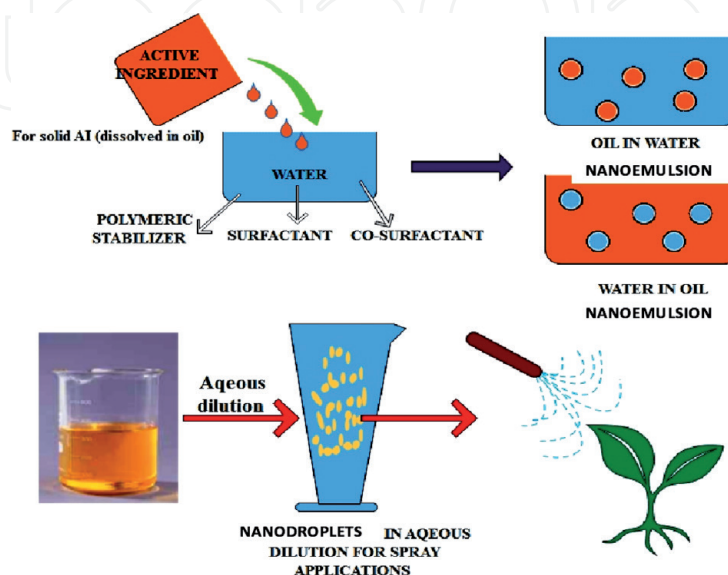 ACTIVE
INGREDIENT
For solid AI (dissolved in oil)
WATER
POLYMERIC
STABILIZER
SURFACTANT
CO-SURFACTANT
OIL IN WATER
NANOEMULSION
WATER IN OIL
NANOEMULSION
Aqeous
dilution
NANODROPLETS IN AQEOUS
DILUTION FOR SPRAY
APPLICATIONS